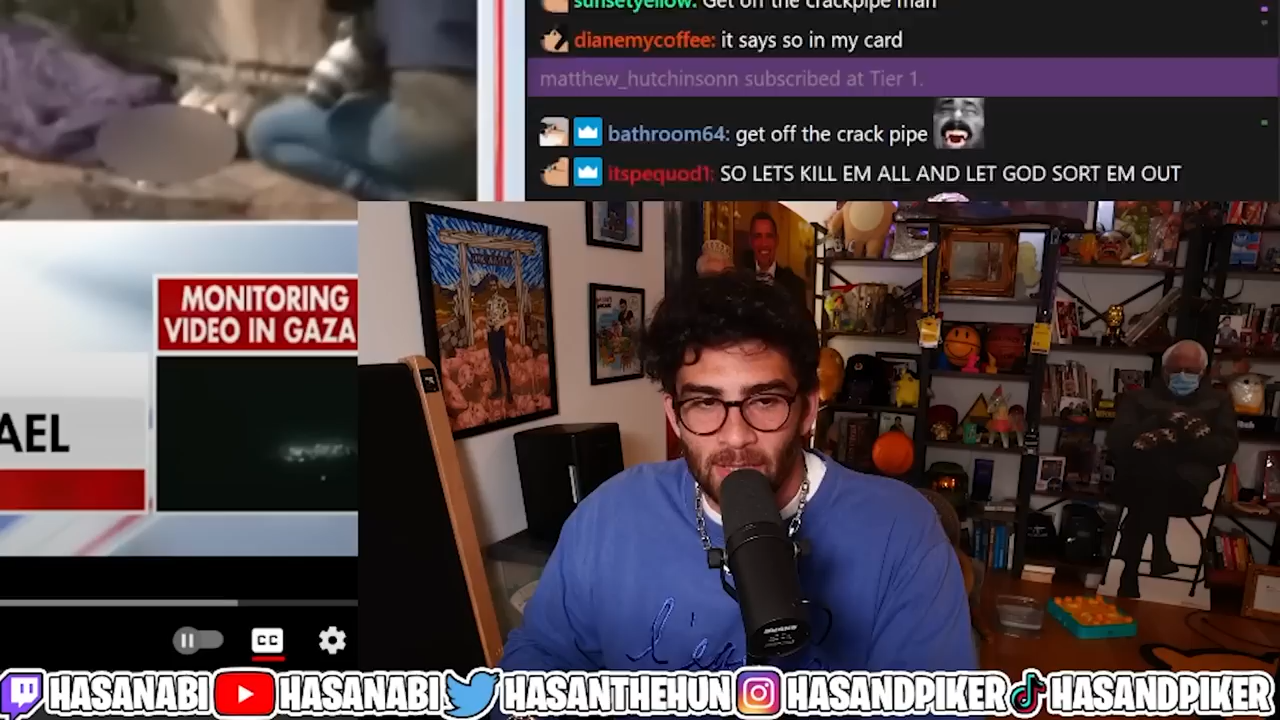 sunsetyellow: Get off the crackpipe man
dianemycoffee: it says so in my card
matthew_hutchinsonn subscribed at Tier 1.
bathroom64: get off the crack pipe
itspequod1: SO LETS KILL EM ALL AND LET GOD SORT EM OUT
MONITORING
VIDEO IN GAZA
AEL
CC
HASANABI HASANABI HASANTHEHUN HASANDPIKER HASANDPIKER